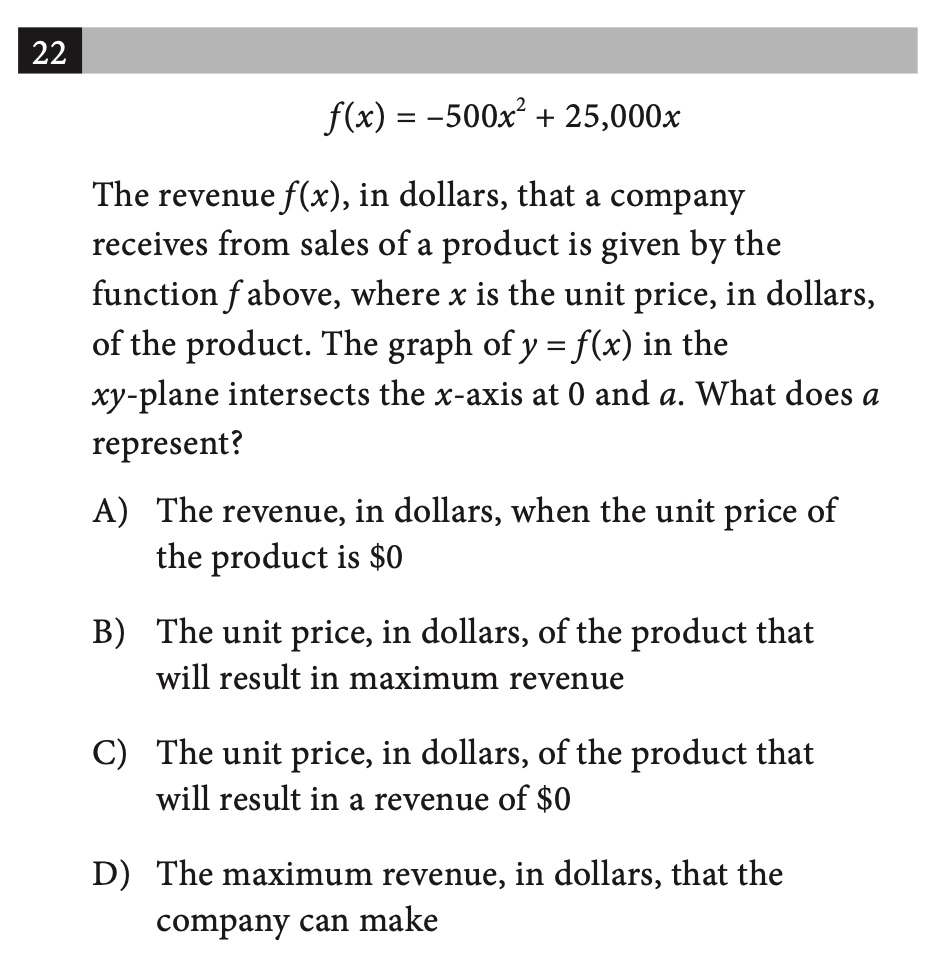 22
f(x) = –500x² + 25,000x
The revenue f(x), in dollars, that a company
receives from sales of a product is given by the
function f above, where x is the unit price, in dollars,
of the product. The graph of y = f(x) in the
xy-plane intersects the x-axis at 0 and a. What does a
represent?
A) The revenue, in dollars, when the unit price of
the product is $0
B) The unit price, in dollars, of the product that
will result in maximum revenue
C) The unit price, in dollars, of the product that
will result in a revenue of $0
D) The maximum revenue, in dollars, that the
company can make